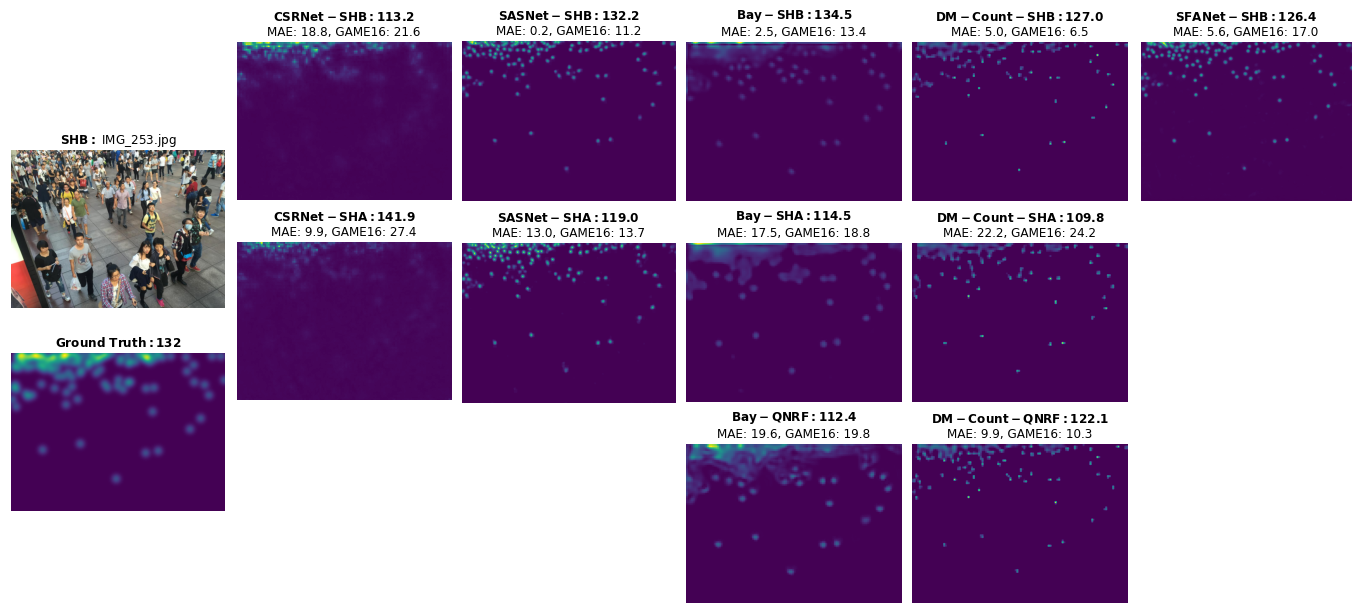 CSRNet−SHB: 113.2
MAE: 18.8, GAME16: 21.6
SASNet−SHB: 132.2
MAE: 0.2, GAME16: 11.2
Bay−SHB: 134.5
MAE: 2.5, GAME16: 13.4
DM−Count−SHB: 127.0
MAE: 5.0, GAME16: 6.5
SFANet−SHB: 126.4
MAE: 5.6, GAME16: 17.0
SHB: IMG_253.jpg
CSRNet−SHA: 141.9
MAE: 9.9, GAME16: 27.4
SASNet−SHA: 119.0
MAE: 13.0, GAME16: 13.7
Bay−SHA: 114.5
MAE: 17.5, GAME16: 18.8
DM−Count−SHA: 109.8
MAE: 22.2, GAME16: 24.2
Ground Truth: 132
Bay−QNRF: 112.4
MAE: 19.6, GAME16: 19.8
DM−Count−QNRF: 122.1
MAE: 9.9, GAME16: 10.3